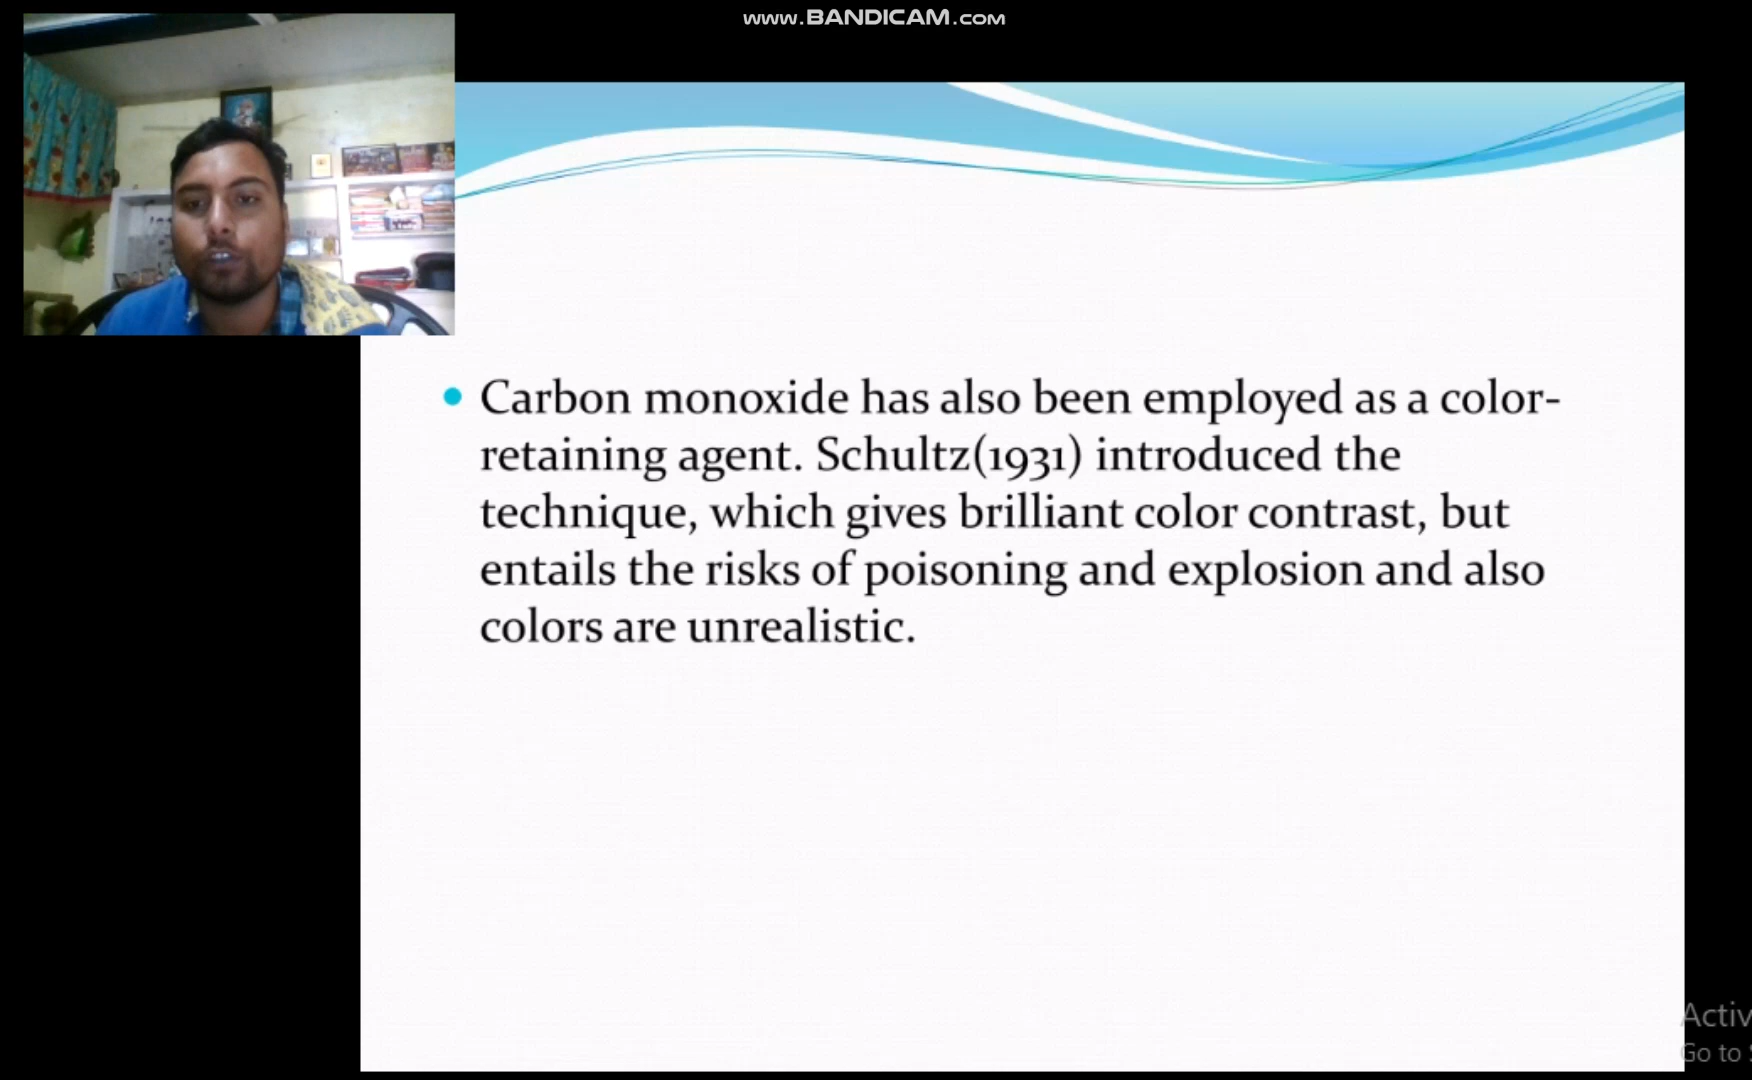 www.BANDICAM.com
Carbon monoxide has also been employed as a color-
retaining agent. Schultz(1931) introduced the
technique, which gives brilliant color contrast, but
entails the risks of poisoning and explosion and also
colors are unrealistic.
Activ
Go to S